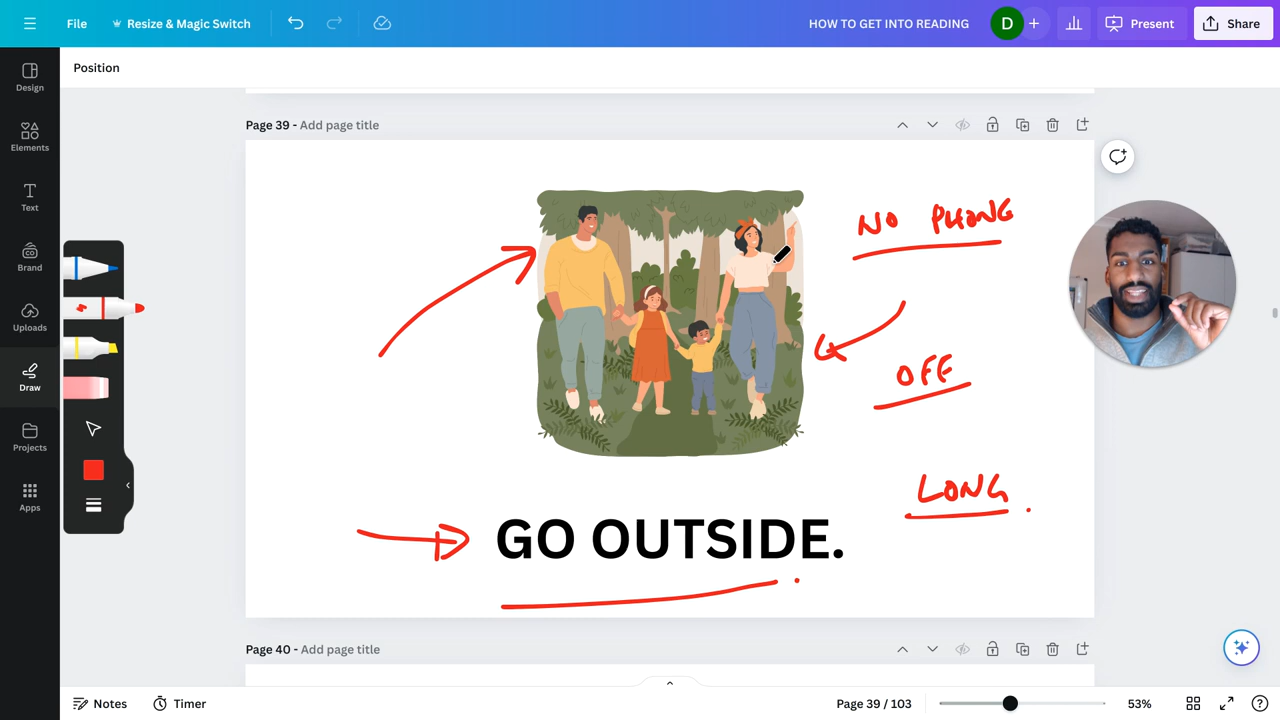 File
Resize & Magic Switch
HOW TO GET INTO READING
D
+
Present
Share
Position
Design
Elements
Text
Brand
Uploads
Draw
Projects
Apps
Page 39 - Add page title
NO PHONG
OFF
LONG.
GO OUTSIDE.
Page 40 - Add page title
Notes
Timer
Page 39 / 103
53%